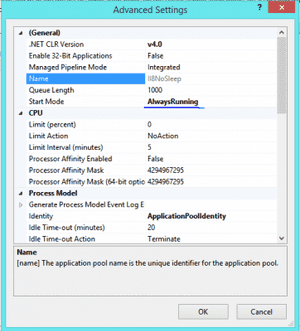 Advanced Settings
? X
(General)
.NET CLR Version v4.0
Enable 32-Bit Applications False
Managed Pipeline Mode Integrated
Name II8NoSleep
Queue Length 1000
Start Mode AlwaysRunning
CPU
Limit (percent) 0
Limit Action NoAction
Limit Interval (minutes) 5
Processor Affinity Enabled False
Processor Affinity Mask 4294967295
Processor Affinity Mask (64-bit optio 4294967295
Process Model
Generate Process Model Event Log E
Identity ApplicationPoolIdentity
Idle Time-out (minutes) 20
Idle Time-out Action Terminate
Name
[name] The application pool name is the unique identifier for the application pool.
OK Cancel